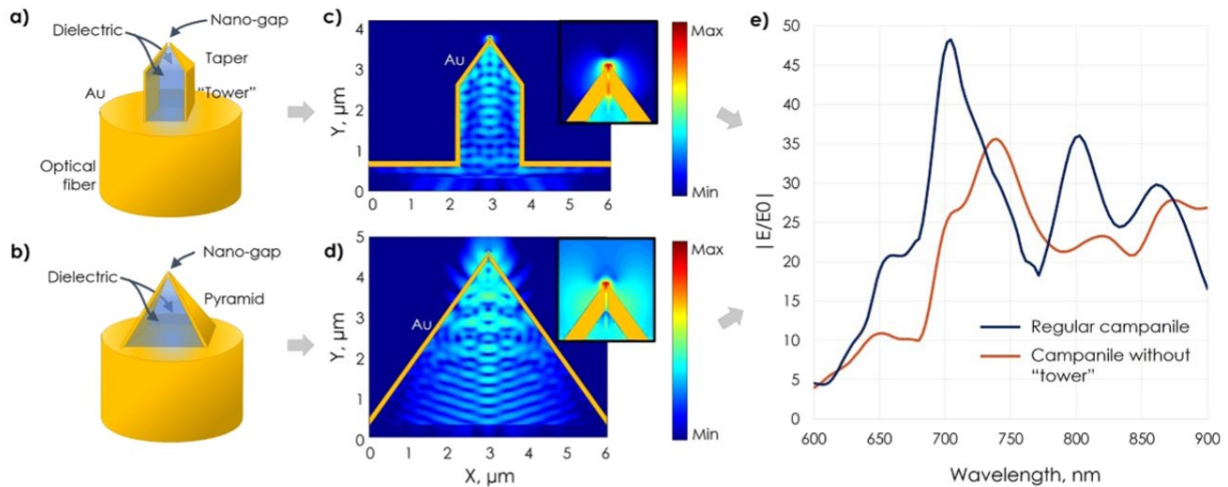 a)
Nano-gap
Dielectric
Taper
Au
"Tower"
Optical
fiber
b)
Nano-gap
Dielectric
Pyramid
c)
Y, µm
4
3
2
1
0
Au
0 1 2 3 4 5 6
Max
Min
d)
Y, µm
5
4
3
2
1
0
Au
0 1 2 3 4 5 6
X, µm
Max
Min
e)
|E/E0|
50
45
40
35
30
25
20
15
10
5
0
Regular campanile
Campanile without
"tower"
600 650 700 750 800 850 900
Wavelength, nm